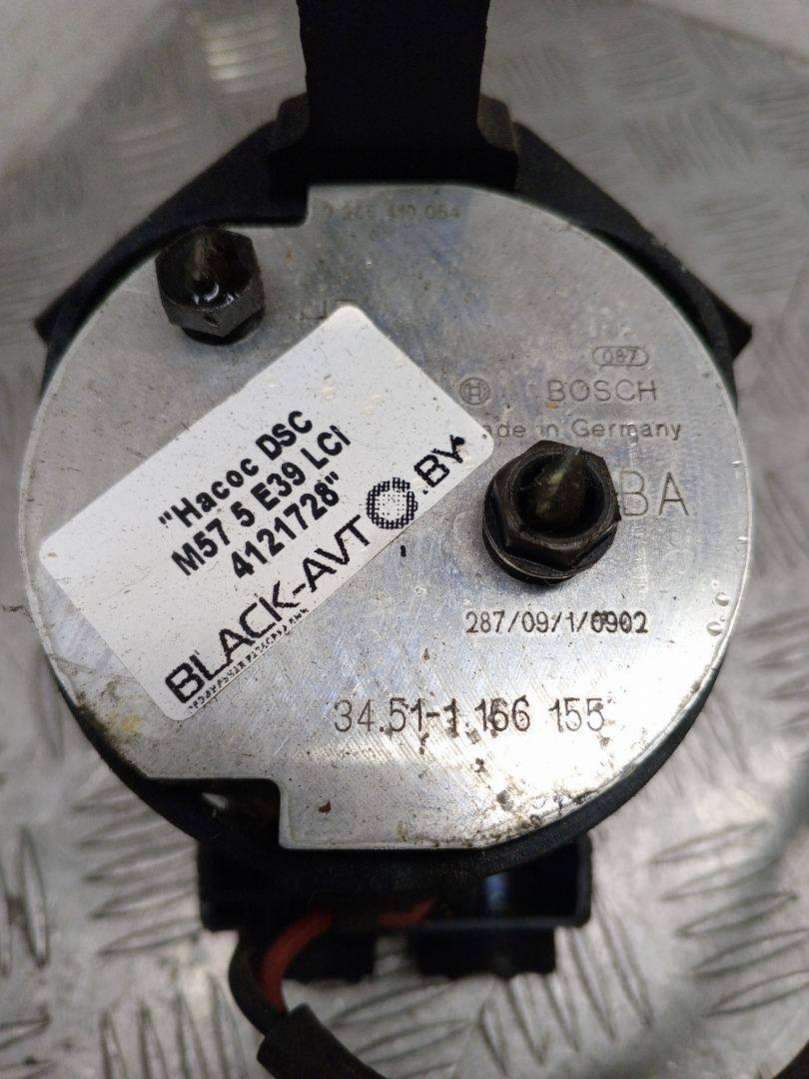 087
BOSCH
Made in Germany
BA
"Насос DSC
M57 5 E39 LCI
4121728"
BLACK-AVTO.BY
287/09/1/0902
34.51-1 166 155